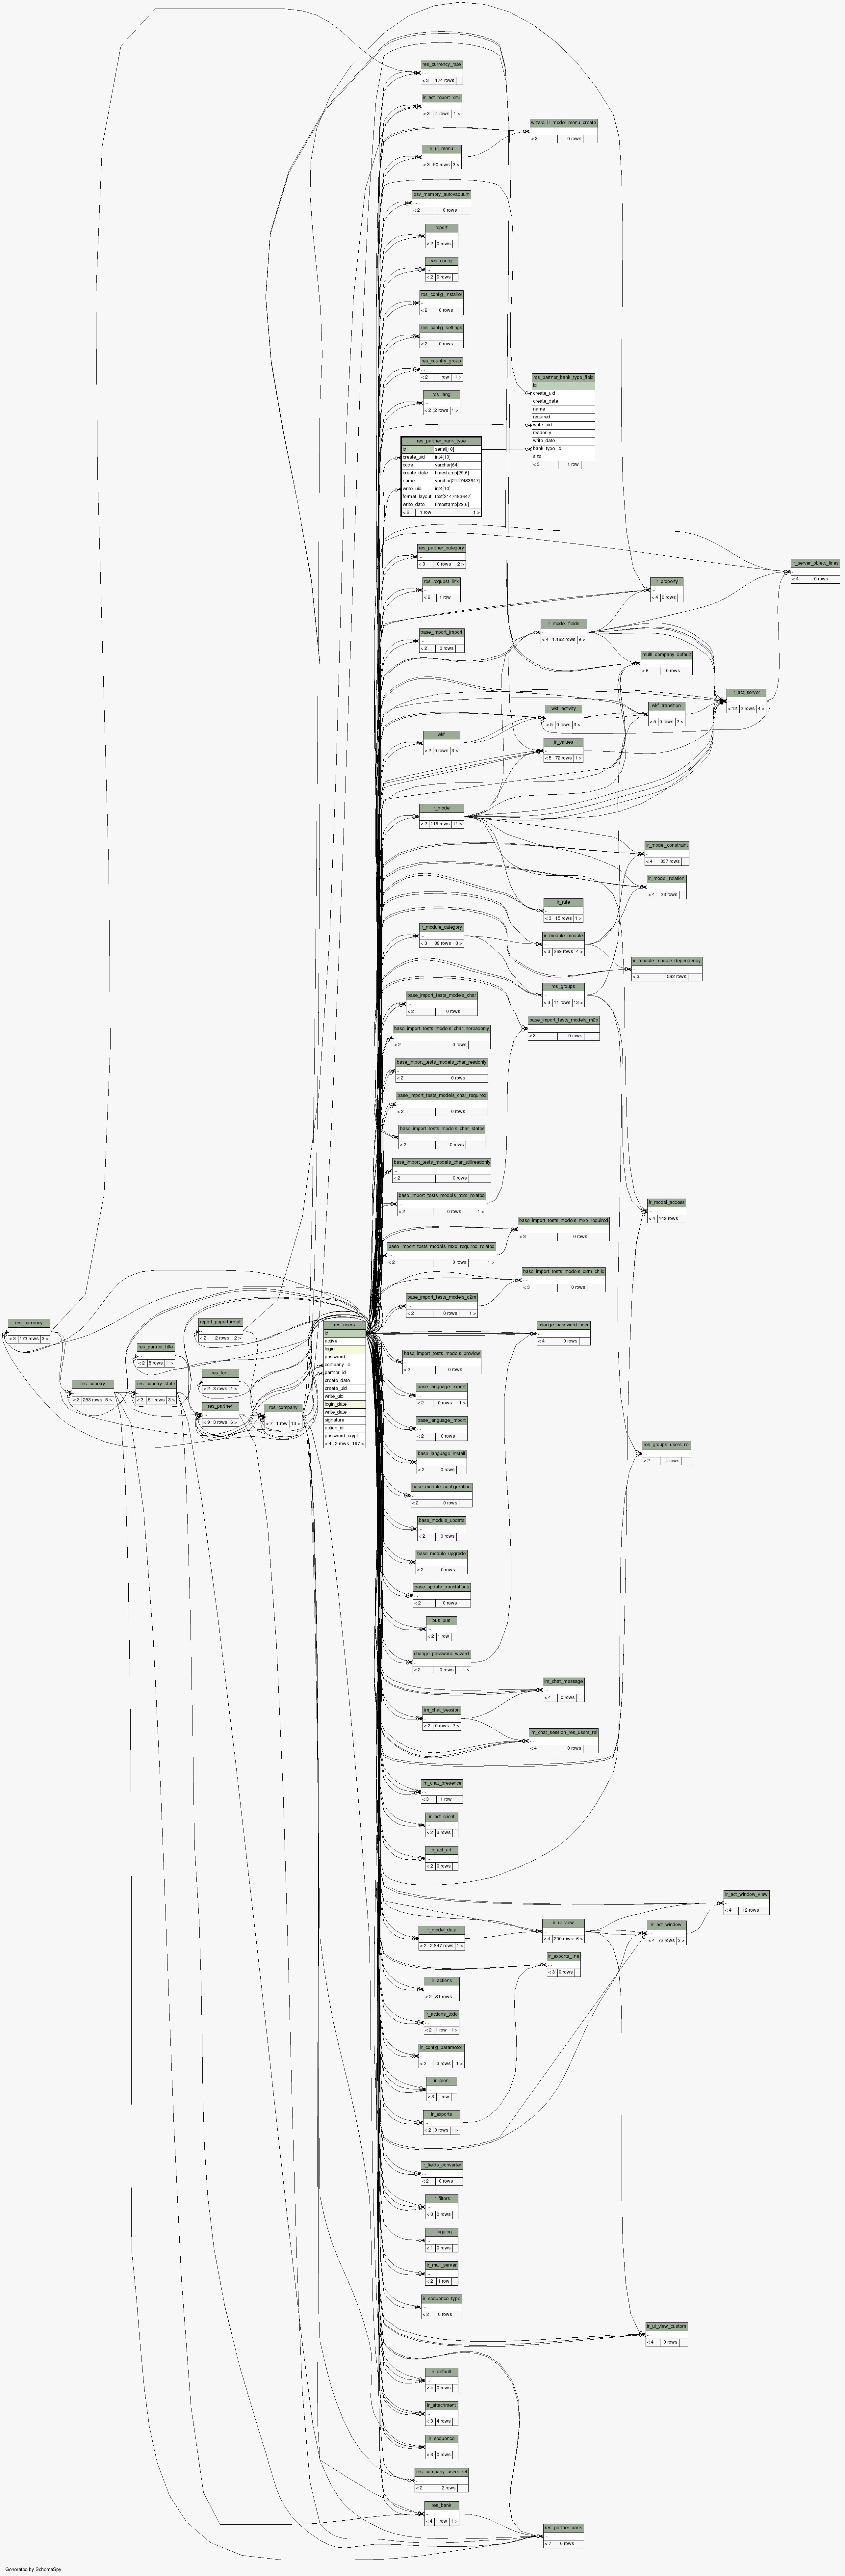 res_currency_rate
...
< 3 174 rows
ir_act_report_xml
...
< 3 4 rows 1 >
wizard_ir_model_menu_create
...
< 3 0 rows
ir_ui_menu
...
< 3 90 rows 3 >
osv_memory_autovacuum
...
< 2 0 rows
report
...
< 2 0 rows
res_config
...
< 2 0 rows
res_config_installer
...
< 2 0 rows
res_config_settings
...
< 2 0 rows
res_country_group
...
< 2 1 row 1 >
res_lang
...
< 2 2 rows 1 >
res_partner_bank_type_field
id
create_uid
create_date
name
required
write_uid
readonly
write_date
bank_type_id
size
< 3 1 row
res_partner_bank_type
id serial[10]
create_uid int4[10]
code varchar[64]
create_date timestamp[29,6]
name varchar[2147483647]
write_uid int4[10]
format_layout text[2147483647]
write_date timestamp[29,6]
< 2 1 row 1 >
res_partner_category
...
< 3 0 rows 2 >
ir_server_object_lines
...
< 4 0 rows
res_request_link
...
< 2 1 row
ir_property
...
< 4 0 rows
ir_model_fields
...
< 4 1.182 rows 9 >
base_import_import
...
< 2 0 rows
multi_company_default
...
< 6 0 rows
ir_act_server
...
< 12 2 rows 4 >
wkf_activity
...
< 5 0 rows 3 >
wkf_transition
...
< 5 0 rows 2 >
wkf
...
< 2 0 rows 3 >
ir_values
...
< 5 72 rows 1 >
ir_model
...
< 2 119 rows 11 >
ir_model_constraint
...
< 4 337 rows
ir_model_relation
...
< 4 23 rows
ir_rule
...
< 3 15 rows 1 >
ir_module_category
...
< 3 38 rows 3 >
ir_module_module
...
< 3 269 rows 4 >
ir_module_module_dependency
...
< 3 582 rows
res_groups
...
< 3 11 rows 13 >
base_import_tests_models_char
...
< 2 0 rows
base_import_tests_models_m2o
...
< 3 0 rows
base_import_tests_models_char_noreadonly
...
< 2 0 rows
base_import_tests_models_char_readonly
...
< 2 0 rows
base_import_tests_models_char_required
...
< 2 0 rows
base_import_tests_models_char_states
...
< 2 0 rows
base_import_tests_models_char_stillreadonly
...
< 2 0 rows
base_import_tests_models_m2o_related
...
< 2 0 rows 1 >
ir_model_access
...
< 4 142 rows
base_import_tests_models_m2o_required
...
< 3 0 rows
base_import_tests_models_m2o_required_related
...
< 2 0 rows 1 >
base_import_tests_models_o2m_child
...
< 3 0 rows
base_import_tests_models_o2m
...
< 2 0 rows 1 >
res_currency
...
< 3 173 rows 3 >
report_paperformat
...
< 2 2 rows 2 >
res_users
id
active
login
password
company_id
partner_id
create_date
create_uid
write_uid
login_date
write_date
signature
action_id
password_crypt
< 4 2 rows 197 >
change_password_user
...
< 4 0 rows
res_partner_title
...
< 2 8 rows 1 >
base_import_tests_models_preview
...
< 2 0 rows
res_font
...
< 2 3 rows 1 >
res_country
...
< 3 253 rows 5 >
res_country_state
...
< 3 51 rows 3 >
base_language_export
...
< 2 0 rows 1 >
res_partner
...
< 9 3 rows 6 >
res_company
...
< 7 1 row 13 >
base_language_import
...
< 2 0 rows
res_groups_users_rel
...
< 2 4 rows
base_language_install
...
< 2 0 rows
base_module_configuration
...
< 2 0 rows
base_module_update
...
< 2 0 rows
base_module_upgrade
...
< 2 0 rows
base_update_translations
...
< 2 0 rows
bus_bus
...
< 2 1 row
change_password_wizard
...
< 2 0 rows 1 >
im_chat_message
...
< 4 0 rows
im_chat_session
...
< 2 0 rows 2 >
im_chat_session_res_users_rel
...
< 4 0 rows
im_chat_presence
...
< 3 1 row
ir_act_client
...
< 2 3 rows
ir_act_url
...
< 2 0 rows
ir_act_window_view
...
< 4 12 rows
ir_model_data
...
< 2 2.847 rows 1 >
ir_ui_view
...
< 4 200 rows 6 >
ir_act_window
...
< 4 72 rows 2 >
ir_exports_line
...
< 3 0 rows
ir_actions
...
< 2 81 rows
ir_actions_todo
...
< 2 1 row 1 >
ir_config_parameter
...
< 2 3 rows 1 >
ir_cron
...
< 3 1 row
ir_exports
...
< 2 0 rows 1 >
ir_fields_converter
...
< 2 0 rows
ir_filters
...
< 3 0 rows
ir_logging
...
< 1 0 rows
ir_mail_server
...
< 2 1 row
ir_sequence_type
...
< 2 0 rows
ir_ui_view_custom
...
< 4 0 rows
ir_default
...
< 4 0 rows
ir_attachment
...
< 3 4 rows
ir_sequence
...
< 3 0 rows
res_company_users_rel
...
< 2 2 rows
res_bank
...
< 4 1 row 1 >
res_partner_bank
...
< 7 0 rows
Generated by SchemaSpy